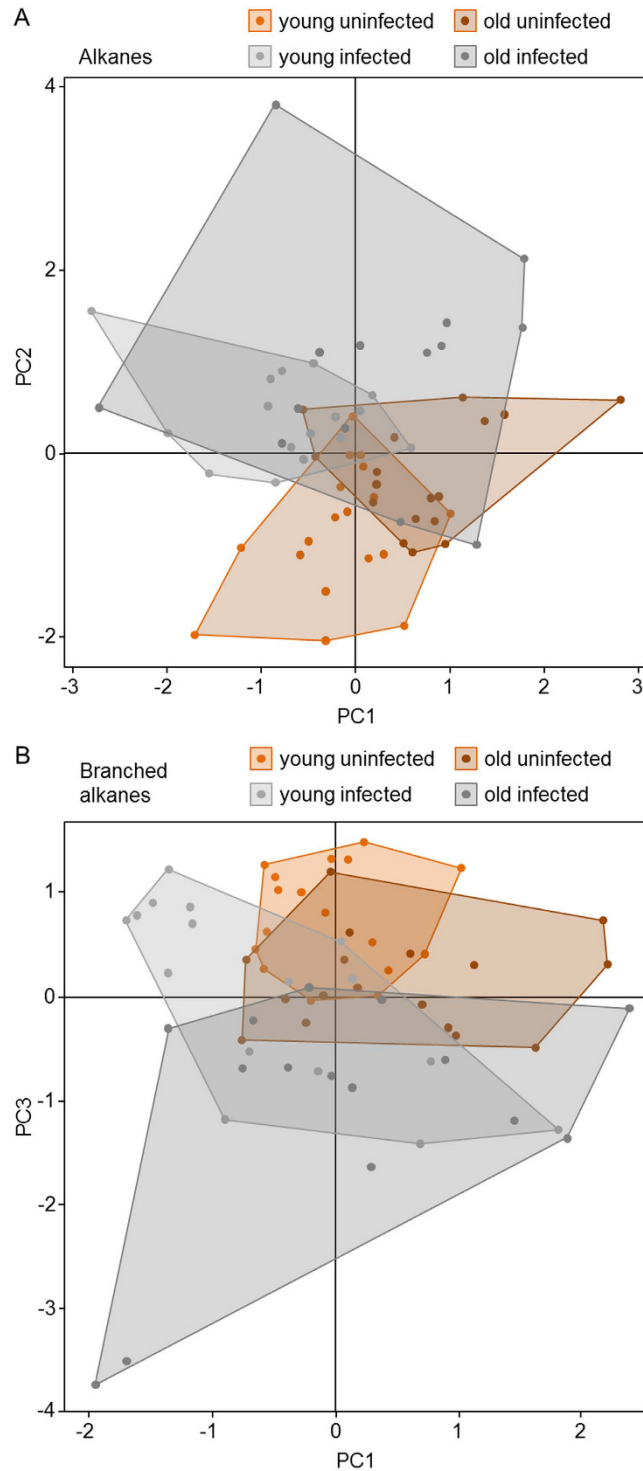 A
young uninfected old uninfected
Alkanes young infected old infected
4
2
PC2
0
-2
-3 -2 -1 0 1 2 3
PC1
B
young uninfected old uninfected
Branched
alkanes
young infected old infected
1
0
-1
PC3
-2
-3
-4
-2 -1 0 1 2
PC1